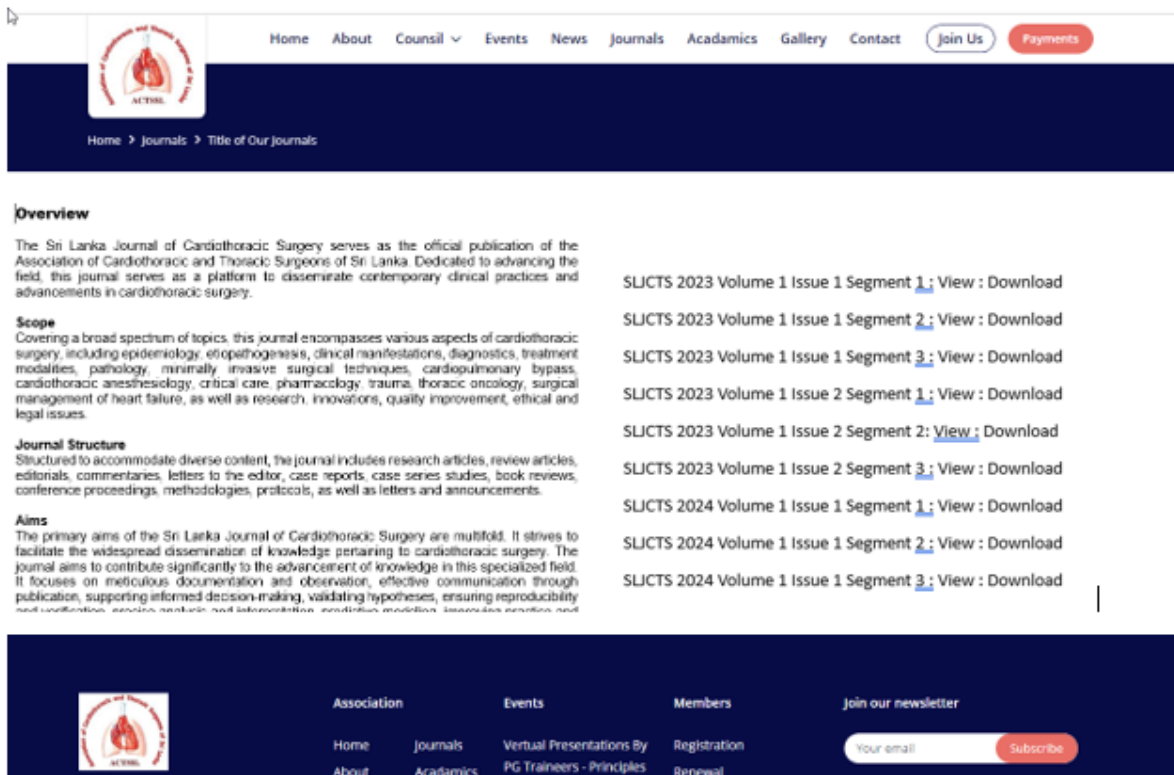 Home About Counsil Events News Journals Acadamics Gallery Contact Join Us Payments
ACTSSL
Home > Journals > Title of Our Journals
Overview
The Sri Lanka Journal of Cardiothoracic Surgery serves as the official publication of the
Association of Cardiothoracic and Thoracic Surgeons of Sri Lanka. Dedicated to advancing the
field, this journal serves as a platform to disseminate contemporary clinical practices and
advancements in cardiothoracic surgery.
Scope
Covering a broad spectrum of topics, this journal encompasses various aspects of cardiothoracic
surgery, including epidemiology, etiopathogenesis, clinical manifestations, diagnostics, treatment
modalities, pathology, minimally invasive surgical techniques, cardiopulmonary bypass,
cardiothoracic anesthesiology, critical care, pharmacology, trauma, thoracic oncology, surgical
management of heart failure, as well as research, innovations, quality improvement, ethical and
legal issues.
Journal Structure
Structured to accommodate diverse content, the journal includes research articles, review articles,
editorials, commentaries, letters to the editor, case reports, case series studies, book reviews,
conference proceedings, methodologies, protocols, as well as letters and announcements.
Aims
The primary aims of the Sri Lanka Journal of Cardiothoracic Surgery are multifold. It strives to
facilitate the widespread dissemination of knowledge pertaining to cardiothoracic surgery. The
journal aims to contribute significantly to the advancement of knowledge in this specialized field.
It focuses on meticulous documentation and observation, effective communication through
publication, supporting informed decision-making, validating hypotheses, ensuring reproducibility
and verification, precise analysis and interpretation, predictive modeling, improving practice and
SLJCTS 2023 Volume 1 Issue 1 Segment 1 : View : Download
SLJCTS 2023 Volume 1 Issue 1 Segment 2 : View : Download
SLJCTS 2023 Volume 1 Issue 1 Segment 3 : View : Download
SLJCTS 2023 Volume 1 Issue 2 Segment 1 : View : Download
SLJCTS 2023 Volume 1 Issue 2 Segment 2: View : Download
SLJCTS 2023 Volume 1 Issue 2 Segment 3 : View : Download
SLJCTS 2024 Volume 1 Issue 1 Segment 1 : View : Download
SLJCTS 2024 Volume 1 Issue 1 Segment 2 : View : Download
SLJCTS 2024 Volume 1 Issue 1 Segment 3 : View : Download
Association
Home Journals
About Acadamics
Events
Vertual Presentations By
PG Traineers - Principles
Members
Registration
Renewal
Join our newsletter
Your email Subscribe